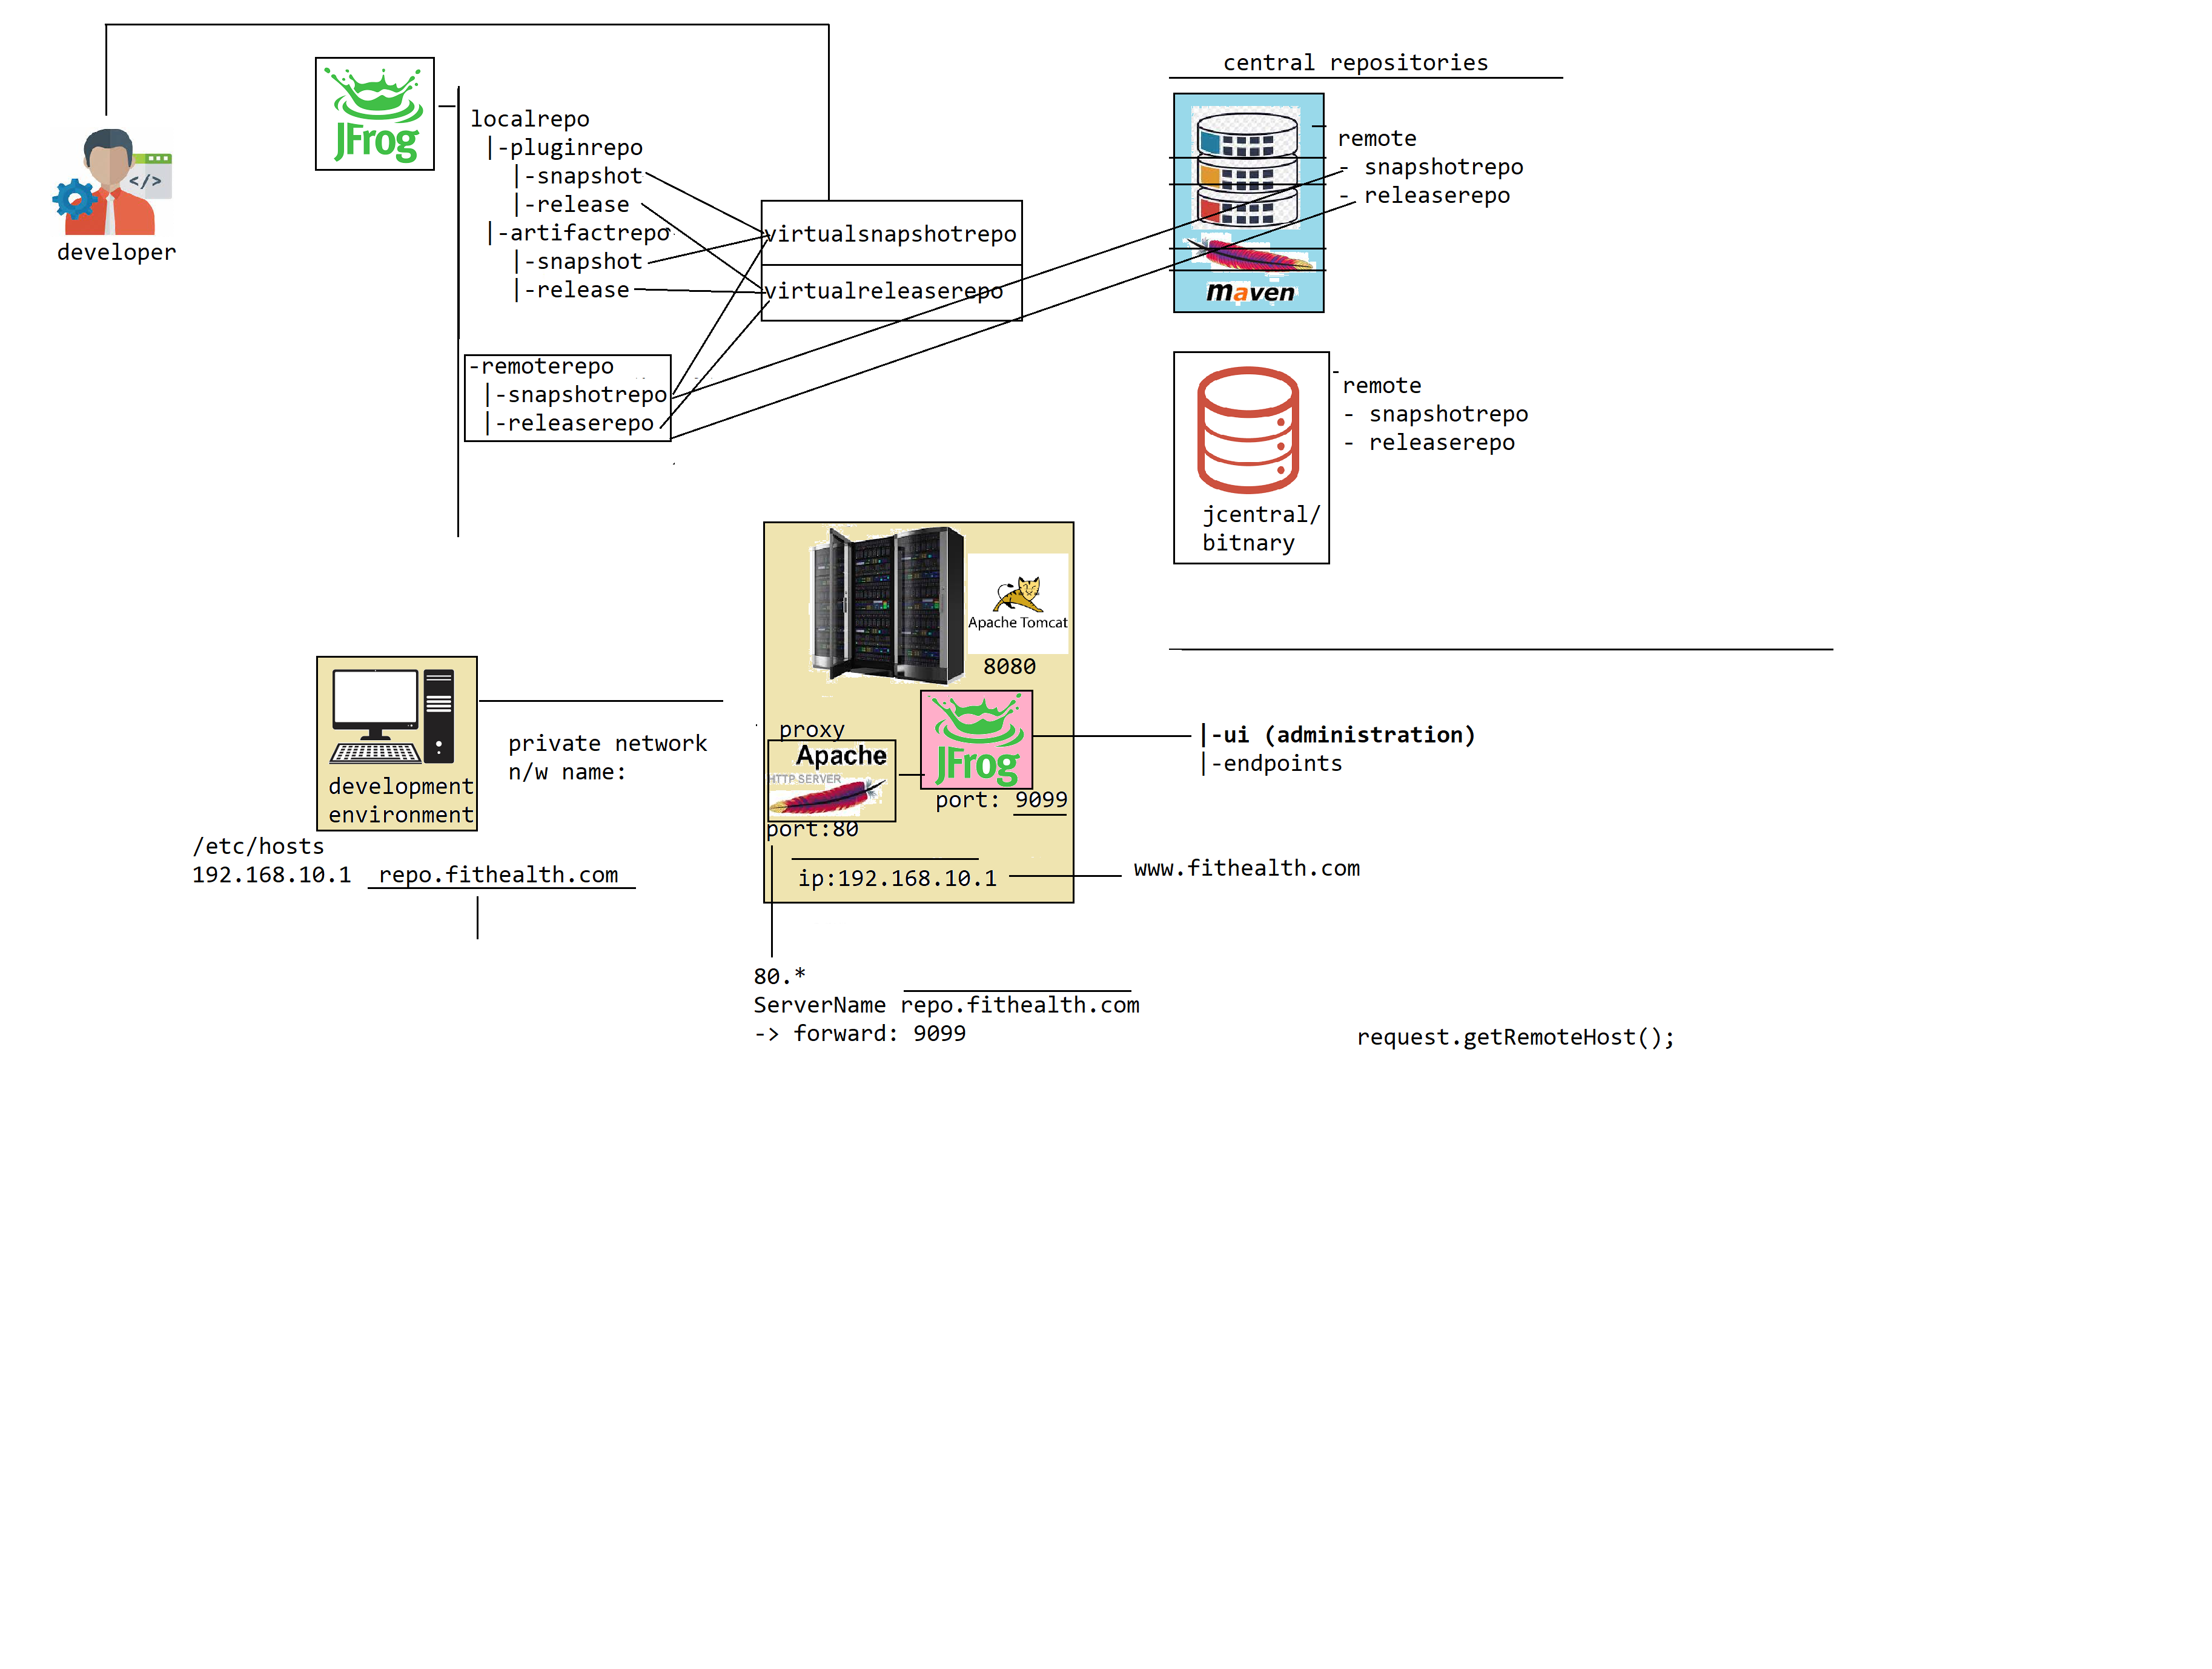 central repositories
JFrog
localrepo
|-pluginrepo
|-snapshot
|-release
|-artifactrepo
|-snapshot
|-release
</>
developer
virtualsnapshotrepo
virtualreleaserepo
remote
- snapshotrepo
- releaserepo
maven
-remoterepo
|-snapshotrepo
|-releaserepo
-
remote
- snapshotrepo
- releaserepo
jcentral/
bitnary
Apache Tomcat
8080
development
environment
private network
n/w name:
proxy
Apache
HTTP SERVER
port:80
JFrog
port: 9099
|-ui (administration)
|-endpoints
/etc/hosts
192.168.10.1 repo.fithealth.com
ip:192.168.10.1
www.fithealth.com
80.*
ServerName repo.fithealth.com
-> forward: 9099
request.getRemoteHost();